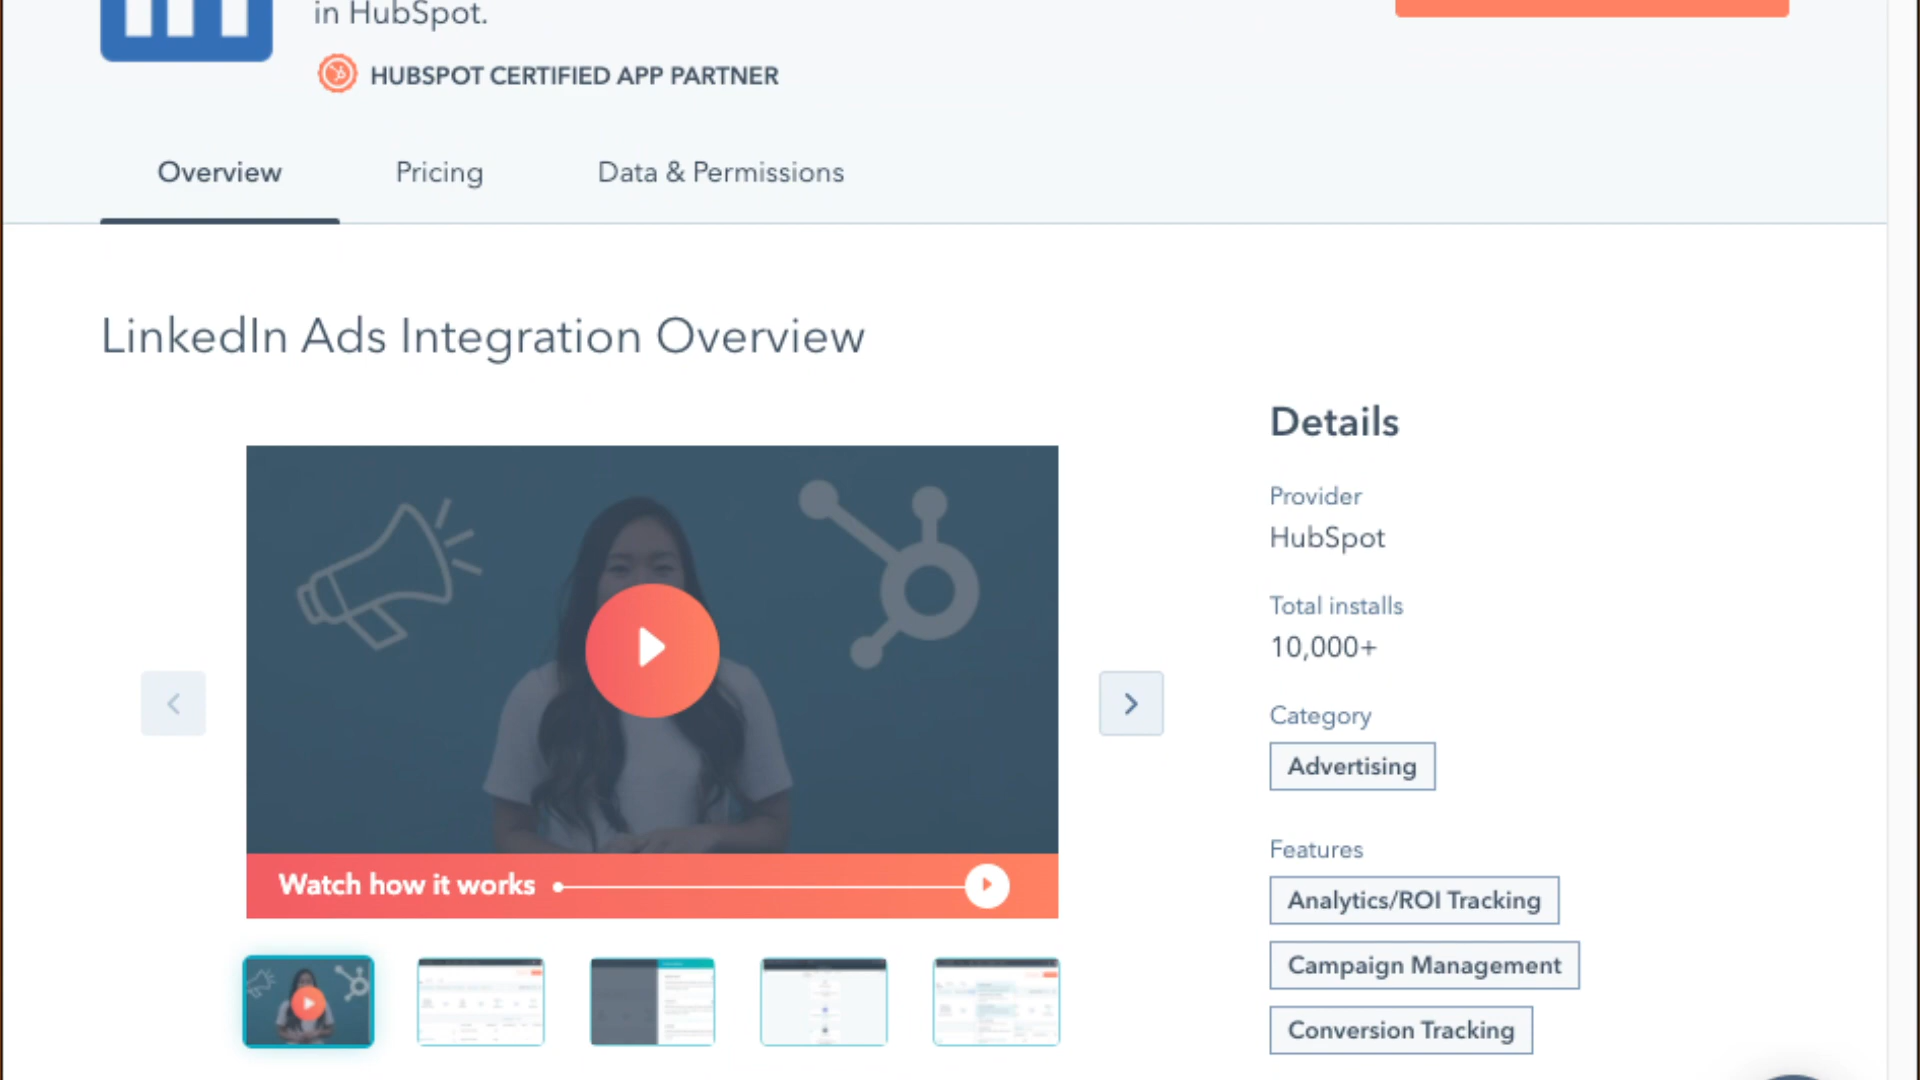 in HubSpot.
HUBSPOT CERTIFIED APP PARTNER
Overview
Pricing
Data & Permissions
LinkedIn Ads Integration Overview
Watch how it works
Details
Provider
HubSpot
Total installs
10,000+
Category
Advertising
Features
Analytics/ROI Tracking
Campaign Management
Conversion Tracking